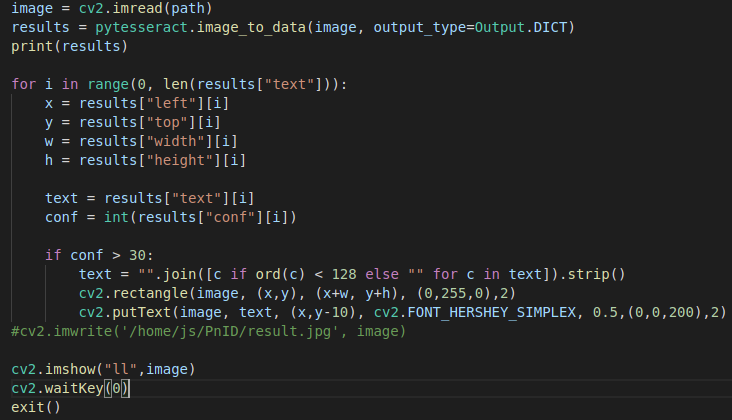 image = cv2.imread(path)
results = pytesseract.image_to_data(image, output_type=Output.DICT)
print(results)

for i in range(0, len(results["text"])):
    x = results["left"][i]
    y = results["top"][i]
    w = results["width"][i]
    h = results["height"][i]

    text = results["text"][i]
    conf = int(results["conf"][i])

    if conf > 30:
        text = "".join([c if ord(c) < 128 else "" for c in text]).strip()
        cv2.rectangle(image, (x,y), (x+w, y+h), (0,255,0),2)
        cv2.putText(image, text, (x,y-10), cv2.FONT_HERSHEY_SIMPLEX, 0.5,(0,0,200),2)
#cv2.imwrite('/home/js/PnID/result.jpg', image)

cv2.imshow("ll",image)
cv2.waitKey(0)
exit()